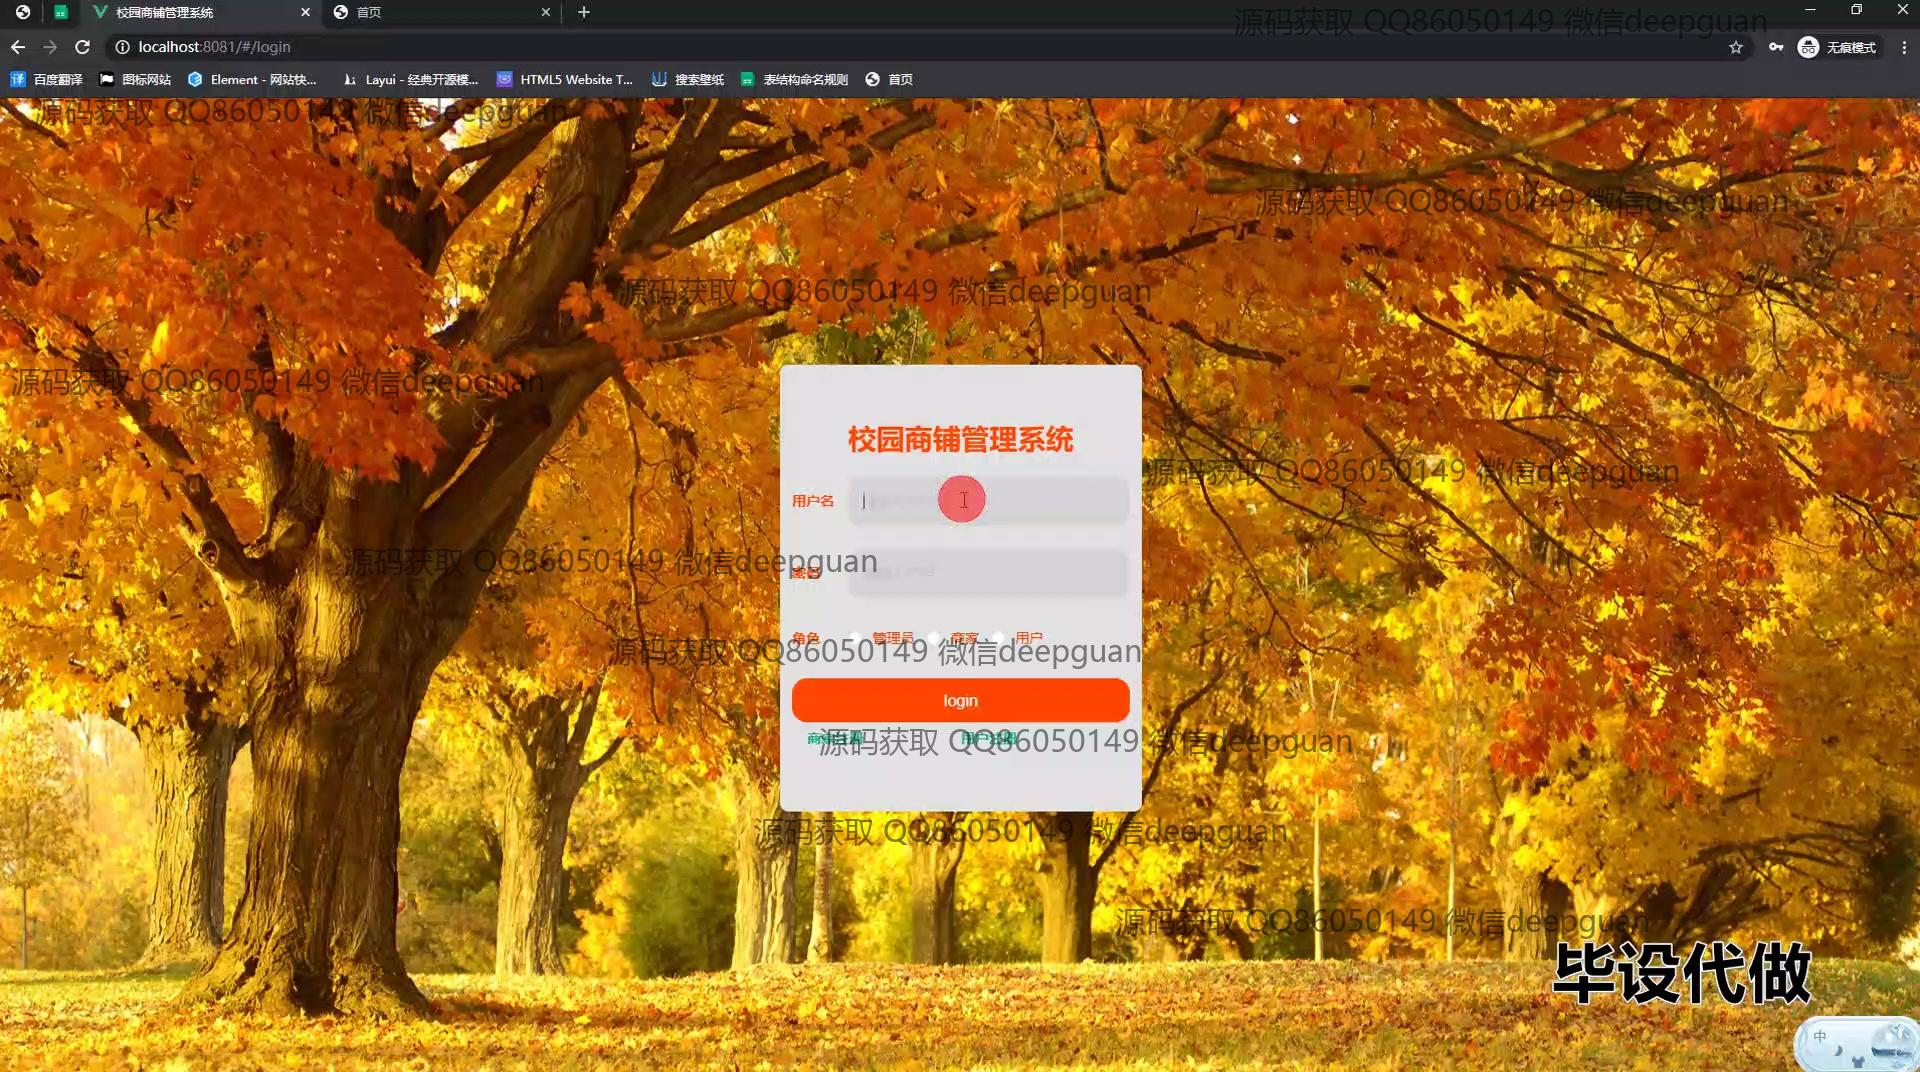 校园商铺管理系统
首页
源码获取 QQ86050149 微信deepguan
localhost:8081/#/login
无痕模式
百度翻译
图标网站
Element - 网站快...
Layui - 经典开源模...
HTML5 Website T...
搜索壁纸
表结构命名规则
首页
源码获取 QQ86050149 微信deepguan
源码获取 QQ86050149 微信deepguan
源码获取 QQ86050149 微信deepguan
源码获取 QQ86050149 微信deepguan
校园商铺管理系统
源码获取 QQ86050149 微信deepguan
用户名
源码获取 QQ86050149 微信deepguan
密码
角色
管理员
商家
用户
源码获取 QQ86050149 微信deepguan
login
商家注册
用户注册
源码获取 QQ86050149 微信deepguan
源码获取 QQ86050149 微信deepguan
源码获取 QQ86050149 微信deepguan
毕设代做
中